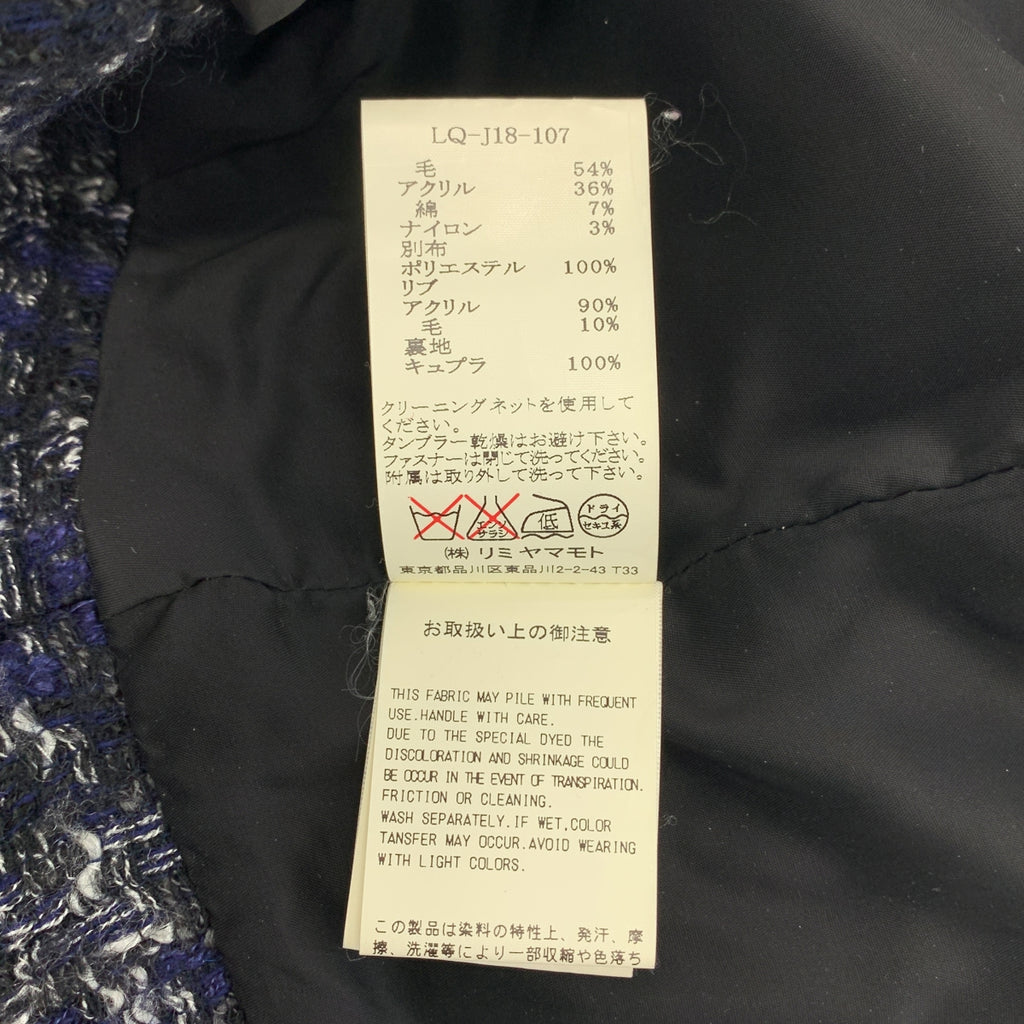 LQ-J18-107
毛 54%
アクリル 36%
綿 7%
ナイロン 3%
別布
ポリエステル 100%
リブ
アクリル 90%
毛 10%
裏地
キュプラ 100%
クリーニングネットを使用して
ください。
タンブラー乾燥はお避け下さい。
ファスナーは閉じて洗ってください。
附属は取り外して洗って下さい。
エンソ
サラシ
低
ドライ
セキユ系
(株) リミヤマモト
東京都品川区東品川2-2-43 T33
お取扱い上の御注意
THIS FABRIC MAY PILE WITH FREQUENT
USE.HANDLE WITH CARE.
DUE TO THE SPECIAL DYED THE
DISCOLORATION AND SHRINKAGE COULD
BE OCCUR IN THE EVENT OF TRANSPIRATION.
FRICTION OR CLEANING.
WASH SEPARATELY.IF WET,COLOR
TANSFER MAY OCCUR.AVOID WEARING
WITH LIGHT COLORS.
この製品は染料の特性上、発汗、摩
擦、洗濯等により一部収縮や色落ち